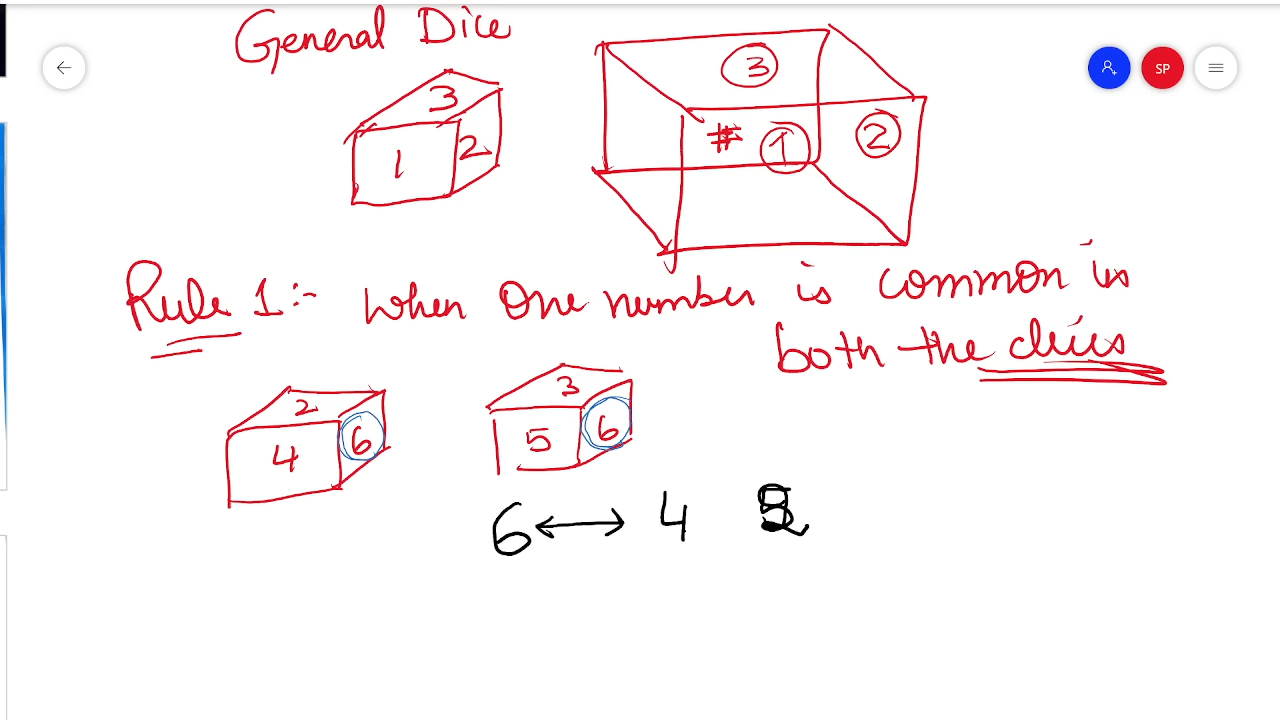 General Dice
3
1 2
3
# 1 2
Rule 1:- When One number is common in
both the dices
2
4 6
3
5 6
6 ↔ 4
SP